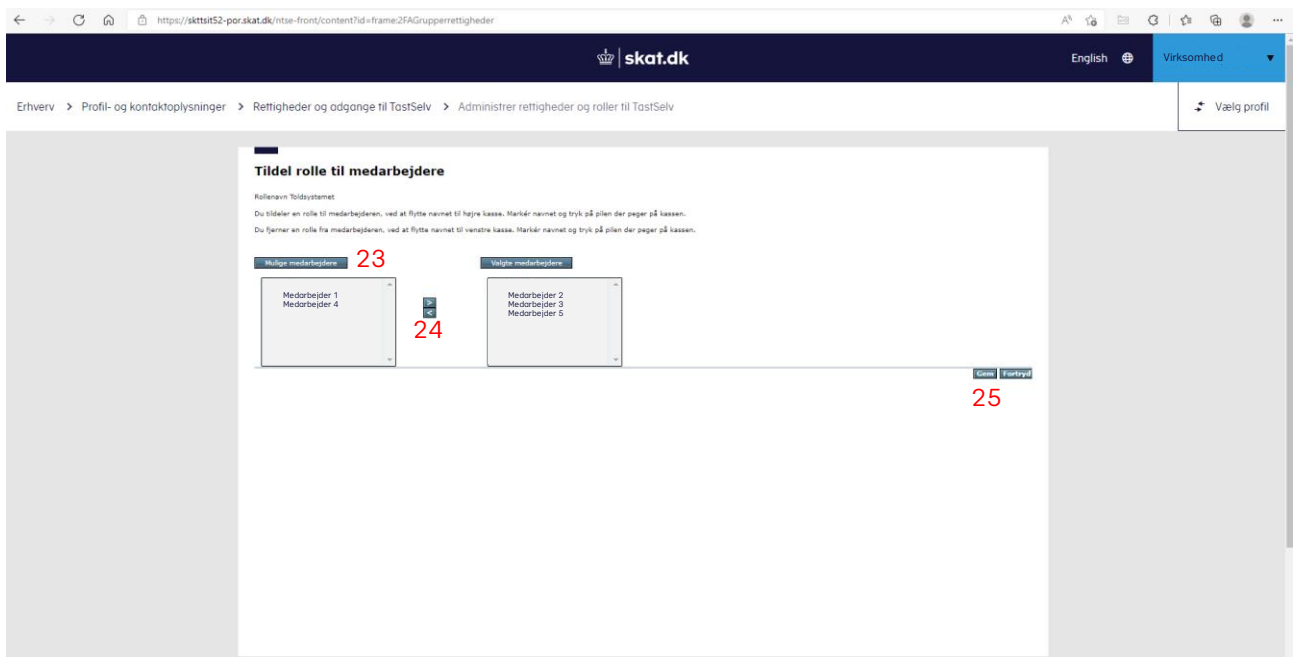 https://skttsit52-por.skat.dk/ntse-front/content?id=frame:2FAGrupperrettigheder
skat.dk
English
Virksomhed
Erhverv > Profil- og kontaktoplysninger > Rettigheder og adgange til TastSelv > Administrer rettigheder og roller til TastSelv
Vælg profil
Tildel rolle til medarbejdere
Rollenavn Toldsystemet
Du tildeler en rolle til medarbejderen, ved at flytte navnet til højre kasse. Markér navnet og tryk på pilen der peger på kassen.
Du fjerner en rolle fra medarbejderen, ved at flytte navnet til venstre kasse. Markér navnet og tryk på pilen der peger på kassen.
Mulige medarbejdere 23
Medarbejder 1
Medarbejder 4
>
<
24
Valgte medarbejdere
Medarbejder 2
Medarbejder 3
Medarbejder 5
Gem Fortryd
25